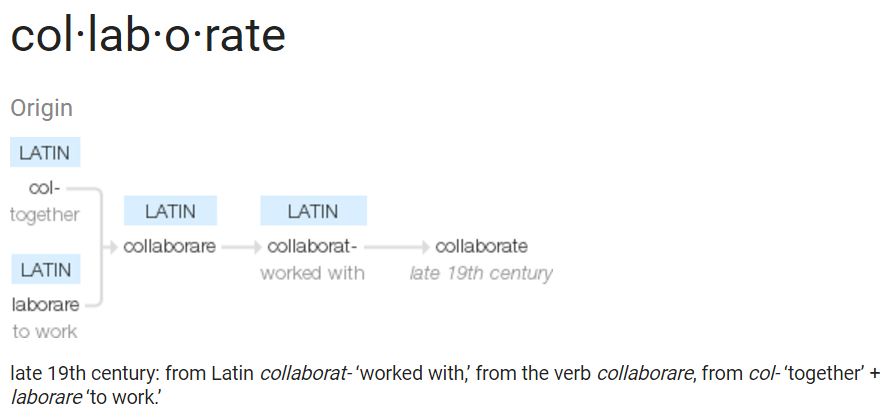 col·lab·o·rate
Origin
LATIN
col-
together
LATIN
laborare
to work
LATIN
collaborare
LATIN
collaborat-
worked with
collaborate
late 19th century
late 19th century: from Latin collaborat- ‘worked with,’ from the verb collaborare, from col- ‘together’ +
laborare ‘to work.’